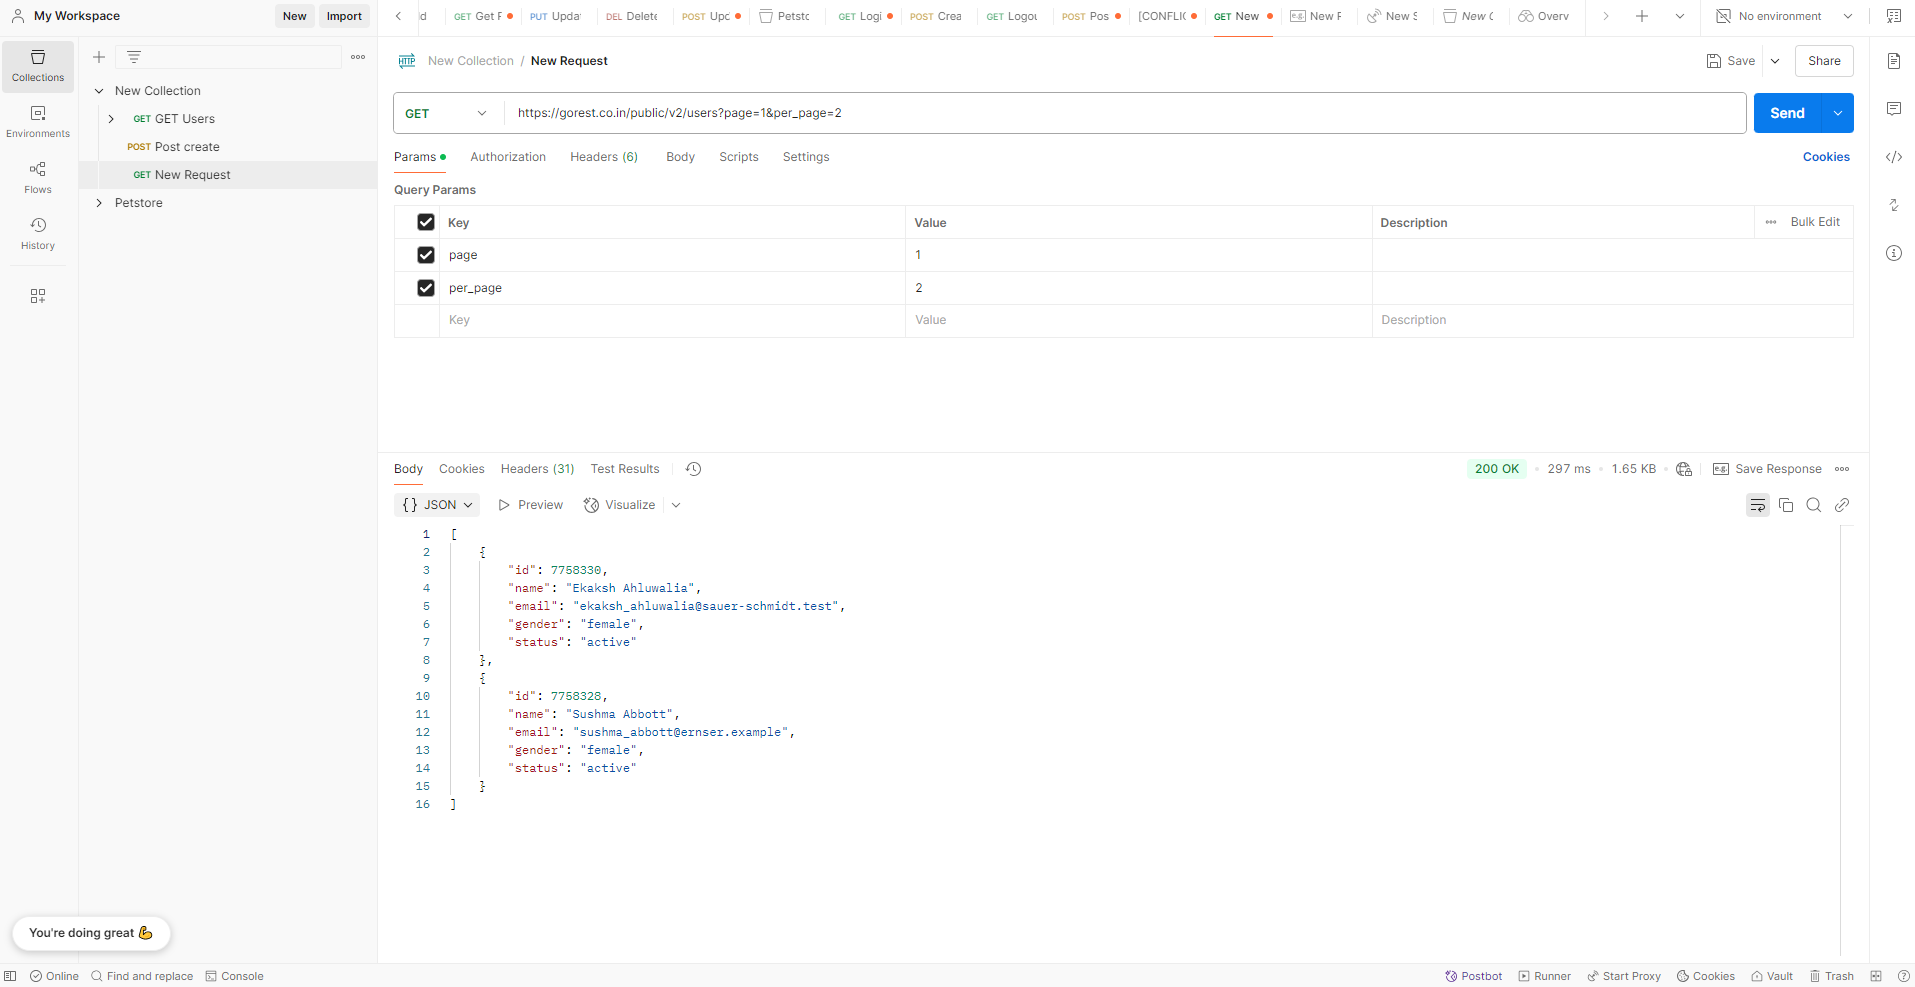 My Workspace
New
Import
GET Get F
PUT Upda
DEL Delete
POST Upc
Petstc
GET Logi
POST Crea
GET Logou
POST Pos
[CONFLIC
GET New
New F
New S
New C
Overv
No environment
Collections
Environments
Flows
History
New Collection
GET GET Users
POST Post create
GET New Request
Petstore
HTTP New Collection / New Request
Save
Share
GET
https://gorest.co.in/public/v2/users?page=1&per_page=2
Send
Params
Authorization
Headers (6)
Body
Scripts
Settings
Cookies
Query Params
Key Value Description Bulk Edit
page 1
per_page 2
Key Value Description
Body Cookies Headers (31) Test Results
200 OK • 297 ms • 1.65 KB • e.g. Save Response
{} JSON Preview Visualize
1 [
2 {
3 "id": 7758330,
4 "name": "Ekaksh Ahluwalia",
5 "email": "ekaksh_ahluwalia@sauer-schmidt.test",
6 "gender": "female",
7 "status": "active"
8 },
9 {
10 "id": 7758328,
11 "name": "Sushma Abbott",
12 "email": "sushma_abbott@ernser.example",
13 "gender": "female",
14 "status": "active"
15 }
16 ]
You're doing great 💪
Online Find and replace Console
Postbot Runner Start Proxy Cookies Vault Trash